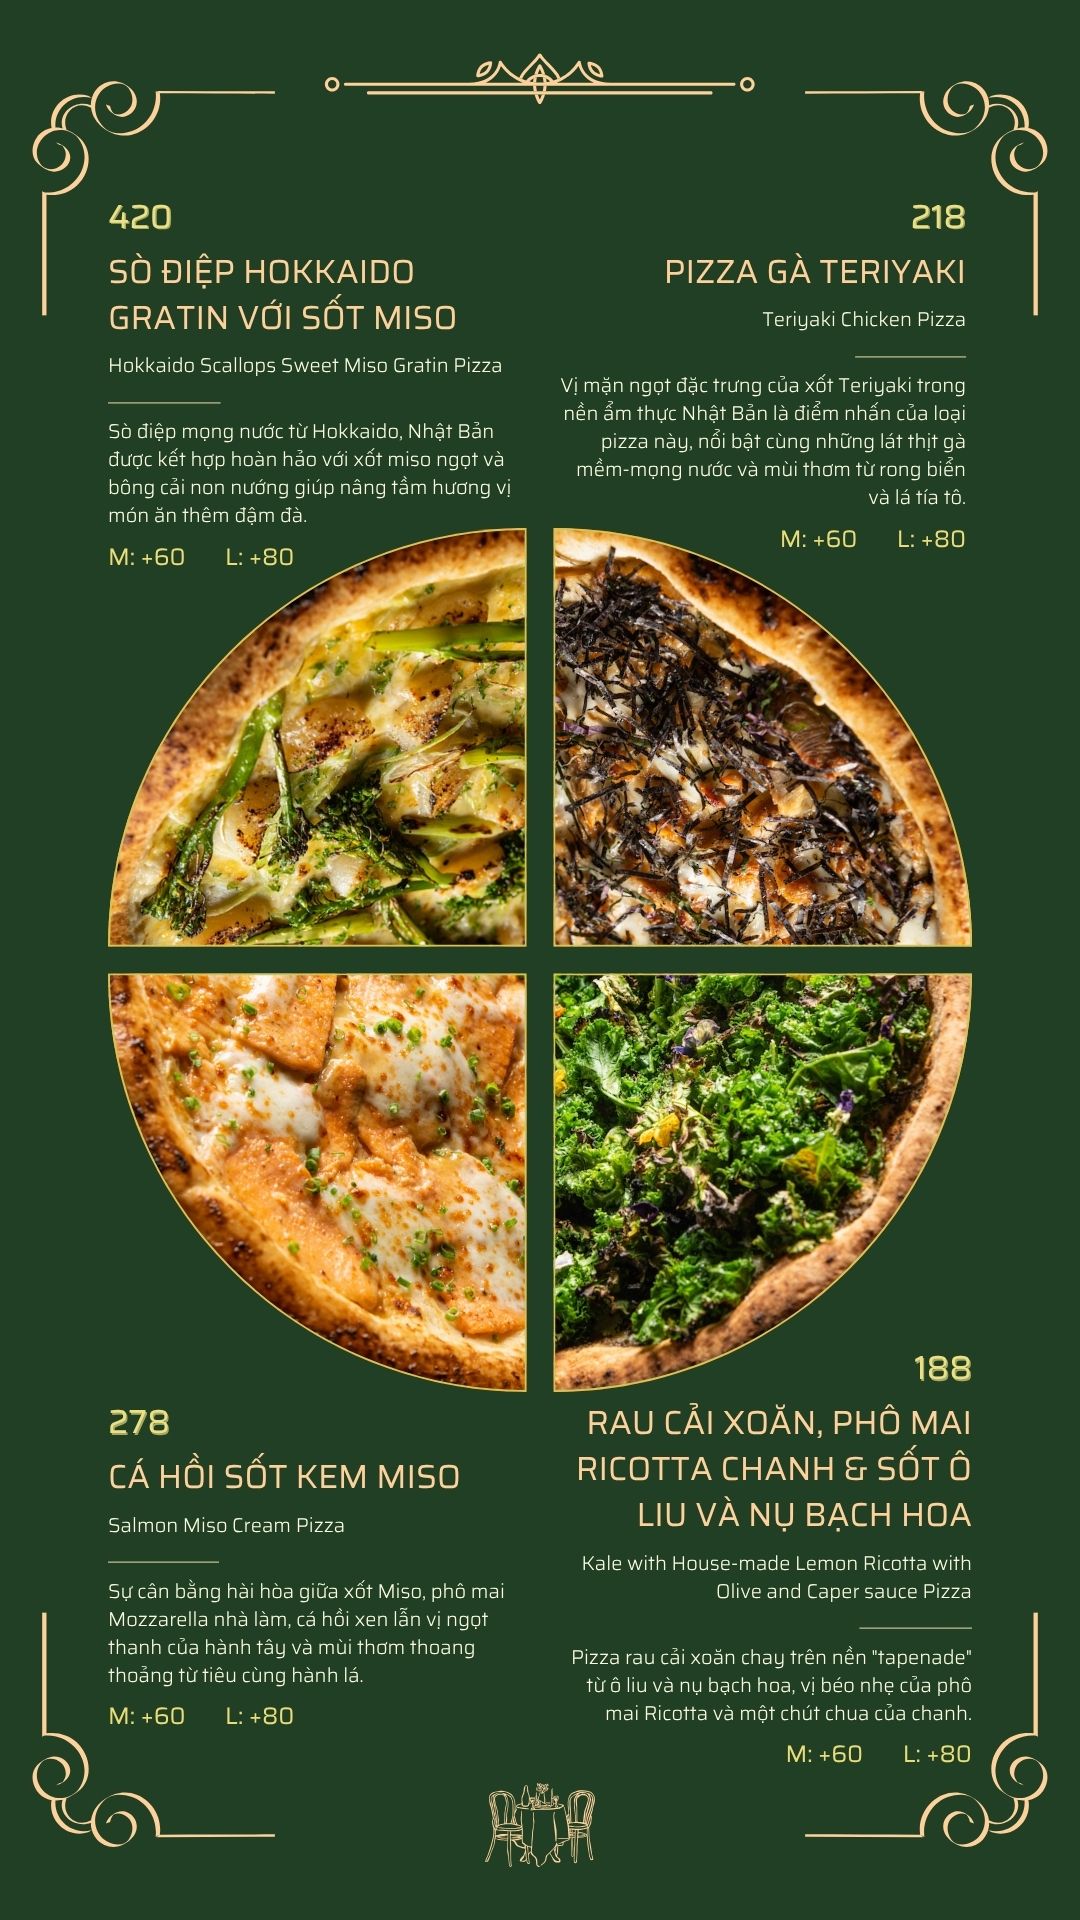 420
SÒ ĐIỆP HOKKAIDO
GRATIN VỚI SỐT MISO
Hokkaido Scallops Sweet Miso Gratin Pizza
Sò điệp mọng nước từ Hokkaido, Nhật Bản
được kết hợp hoàn hảo với xốt miso ngọt và
bông cải non nướng giúp nâng tầm hương vị
món ăn thêm đậm đà.
M: +60 L: +80
218
PIZZA GÀ TERIYAKI
Teriyaki Chicken Pizza
Vị mặn ngọt đặc trưng của xốt Teriyaki trong
nền ẩm thực Nhật Bản là điểm nhấn của loại
pizza này, nổi bật cùng những lát thịt gà
mềm-mọng nước và mùi thơm từ rong biển
và lá tía tô.
M: +60 L: +80
278
CÁ HỒI SỐT KEM MISO
Salmon Miso Cream Pizza
Sự cân bằng hài hòa giữa xốt Miso, phô mai
Mozzarella nhà làm, cá hồi xen lẫn vị ngọt
thanh của hành tây và mùi thơm thoang
thoảng từ tiêu cùng hành lá.
M: +60 L: +80
188
RAU CẢI XOĂN, PHÔ MAI
RICOTTA CHANH & SỐT Ô
LIU VÀ NỤ BẠCH HOA
Kale with House-made Lemon Ricotta with
Olive and Caper sauce Pizza
Pizza rau cải xoăn chay trên nền "tapenade"
từ ô liu và nụ bạch hoa, vị béo nhẹ của phô
mai Ricotta và một chút chua của chanh.
M: +60 L: +80